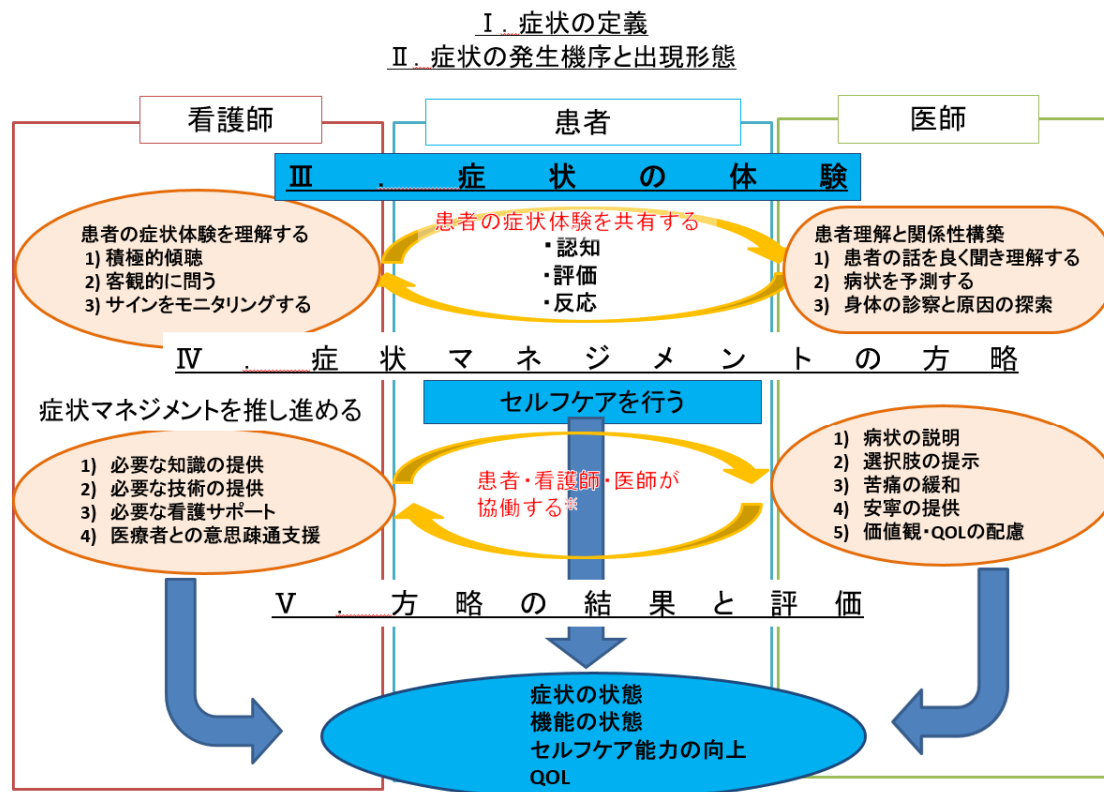 Ⅰ．症状の定義
Ⅱ．症状の発生機序と出現形態
看護師
患者
医師
Ⅲ．症状の体験
患者の症状体験を理解する
1) 積極的傾聴
2) 客観的に問う
3) サインをモニタリングする
患者の症状体験を共有する
・認知
・評価
・反応
患者理解と関係性構築
1) 患者の話を良く聞き理解する
2) 病状を予測する
3) 身体の診察と原因の探索
Ⅳ．症状マネジメントの方略
症状マネジメントを推し進める
セルフケアを行う
1) 必要な知識の提供
2) 必要な技術の提供
3) 必要な看護サポート
4) 医療者との意思疎通支援
患者・看護師・医師が
協働する※
1) 病状の説明
2) 選択肢の提示
3) 苦痛の緩和
4) 安寧の提供
5) 価値観・QOLの配慮
Ⅴ．方略の結果と評価
症状の状態
機能の状態
セルフケア能力の向上
QOL